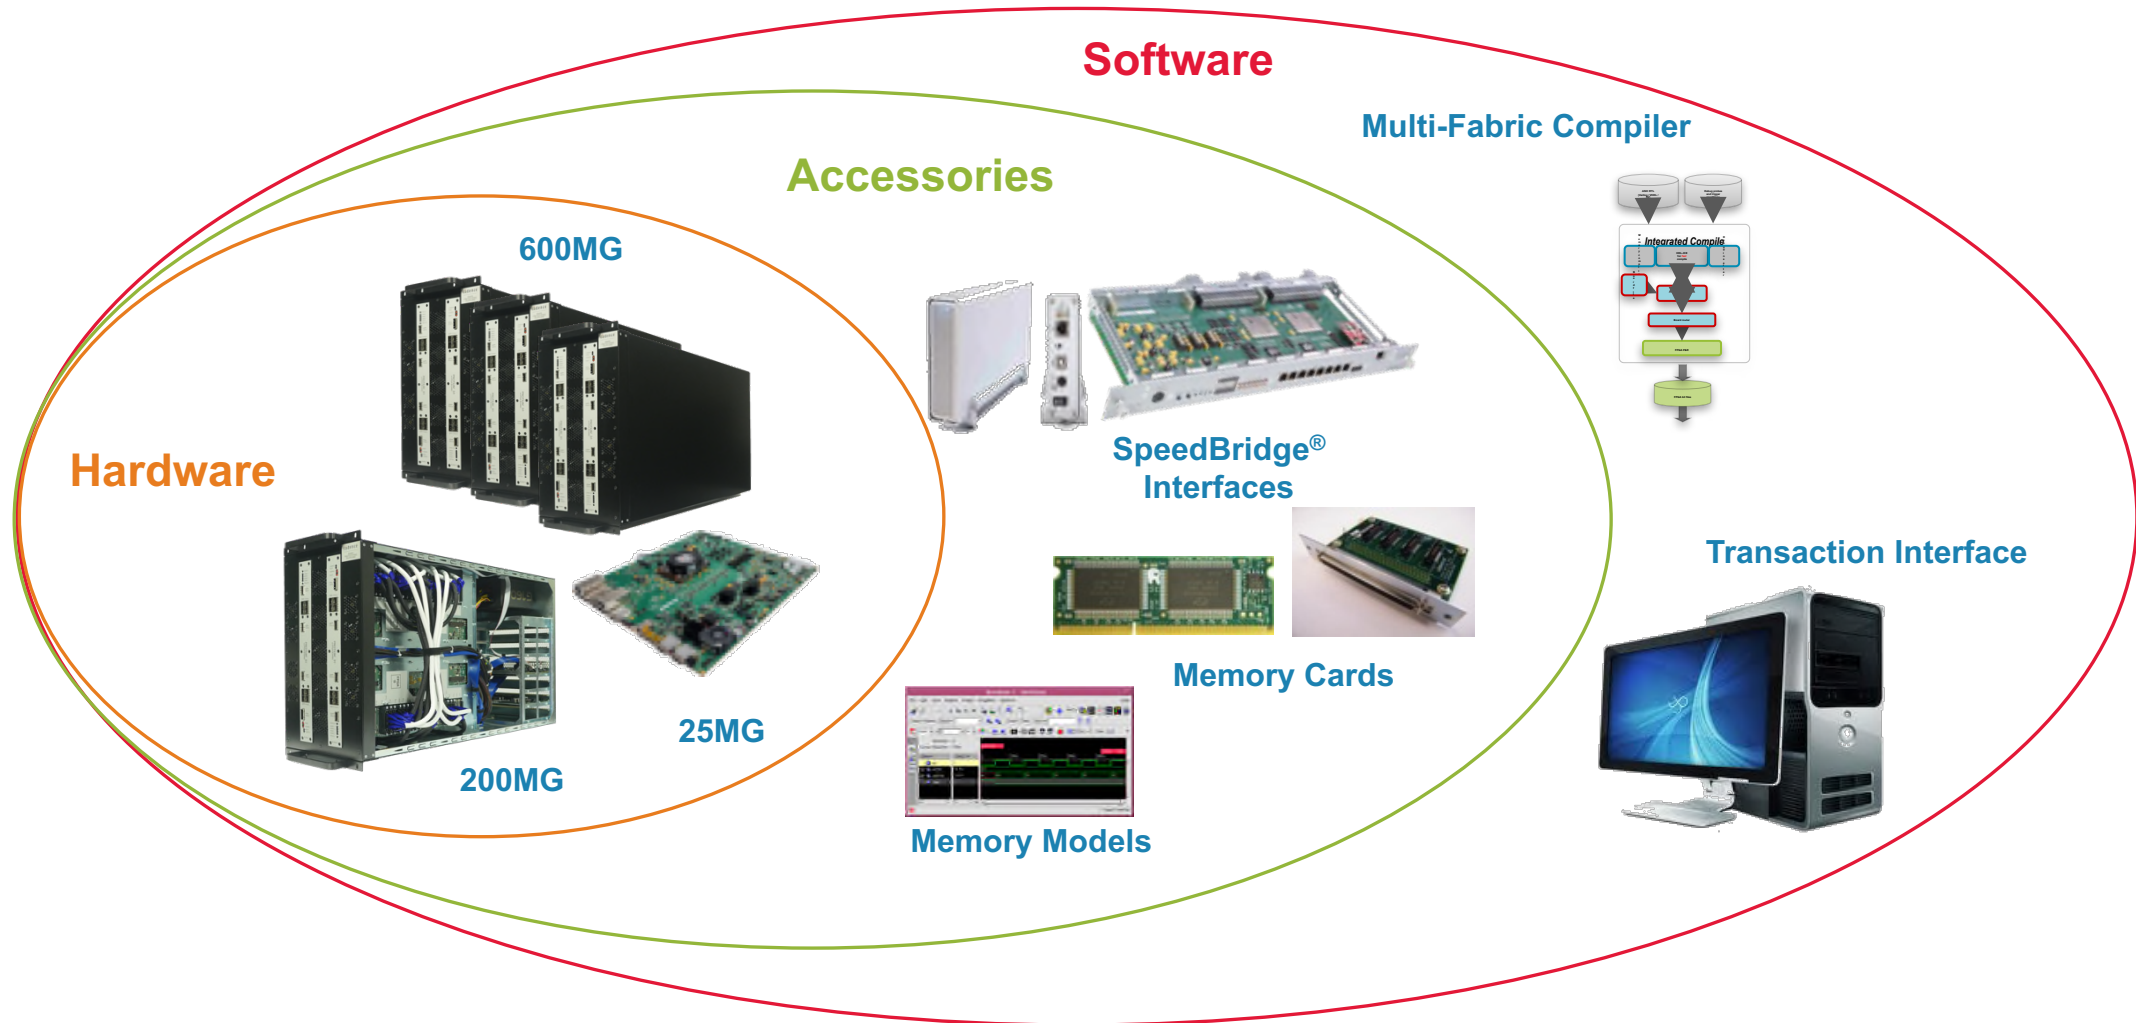 Software
Multi-Fabric Compiler
Accessories
600MG
Integrated Compile
Hardware
SpeedBridge®
Interfaces
Transaction Interface
Memory Cards
25MG
200MG
Memory Models